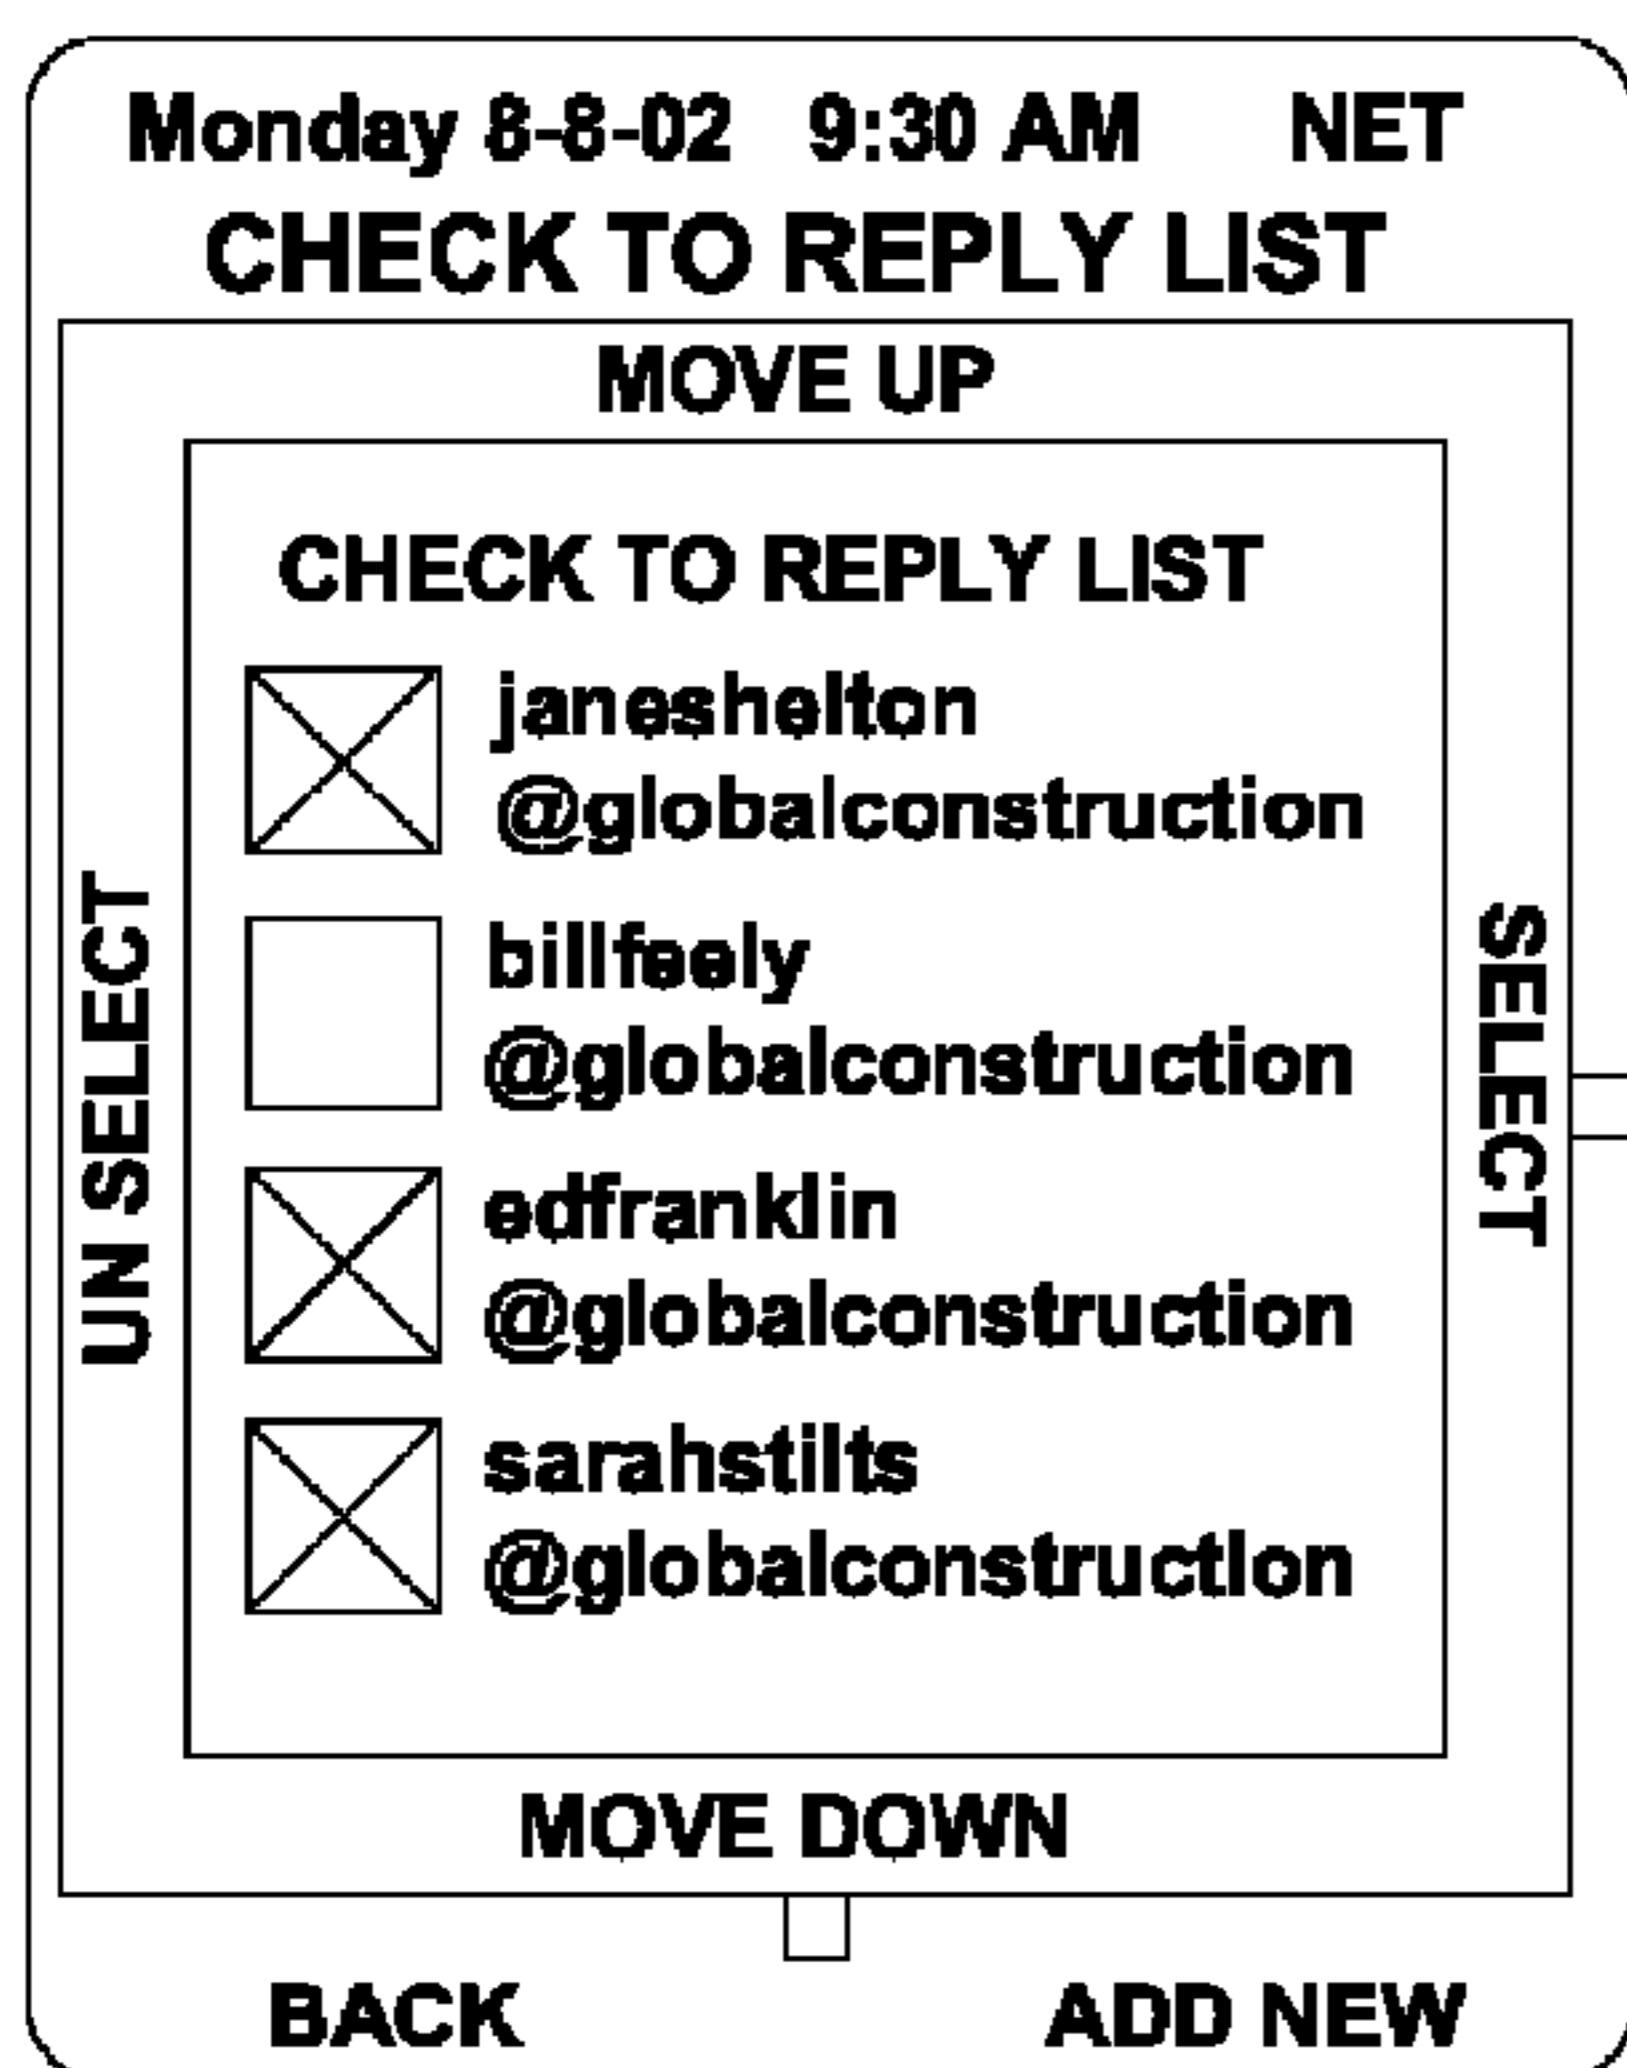 Monday 8-8-02 9:30 AM NET
CHECK TO REPLY LIST
MOVE UP
CHECK TO REPLY LIST
janeshelton
@globalconstruction
billfeely
@globalconstruction
edfranklin
@globalconstruction
sarahstilts
@globalconstruction
UN SELECT
SELECT
MOVE DOWN
BACK ADD NEW